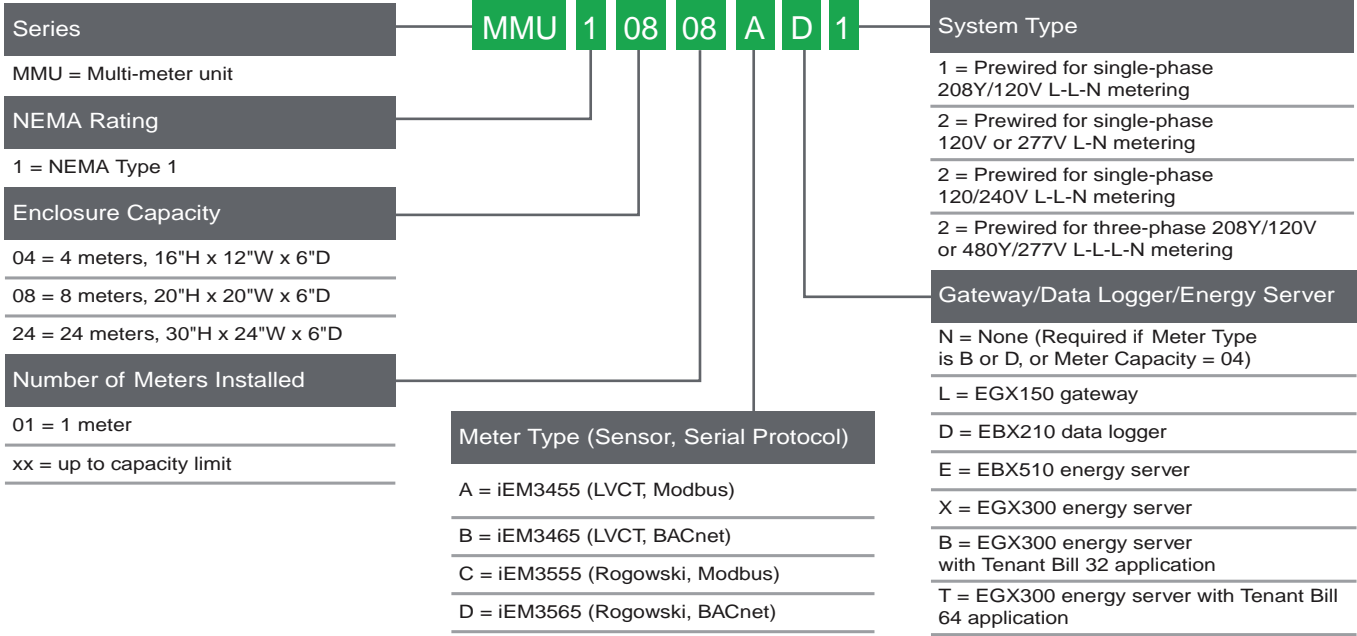 MMU 1 08 08 A D 1
Series
MMU = Multi-meter unit
NEMA Rating
1 = NEMA Type 1
Enclosure Capacity
04 = 4 meters, 16"H x 12"W x 6"D
08 = 8 meters, 20"H x 20"W x 6"D
24 = 24 meters, 30"H x 24"W x 6"D
Number of Meters Installed
01 = 1 meter
xx = up to capacity limit
Meter Type (Sensor, Serial Protocol)
A = iEM3455 (LVCT, Modbus)
B = iEM3465 (LVCT, BACnet)
C = iEM3555 (Rogowski, Modbus)
D = iEM3565 (Rogowski, BACnet)
System Type
1 = Prewired for single-phase
208Y/120V L-L-N metering
2 = Prewired for single-phase
120V or 277V L-N metering
2 = Prewired for single-phase
120/240V L-L-N metering
2 = Prewired for three-phase 208Y/120V
or 480Y/277V L-L-L-N metering
Gateway/Data Logger/Energy Server
N = None (Required if Meter Type
is B or D, or Meter Capacity = 04)
L = EGX150 gateway
D = EBX210 data logger
E = EBX510 energy server
X = EGX300 energy server
B = EGX300 energy server
with Tenant Bill 32 application
T = EGX300 energy server with Tenant Bill
64 application